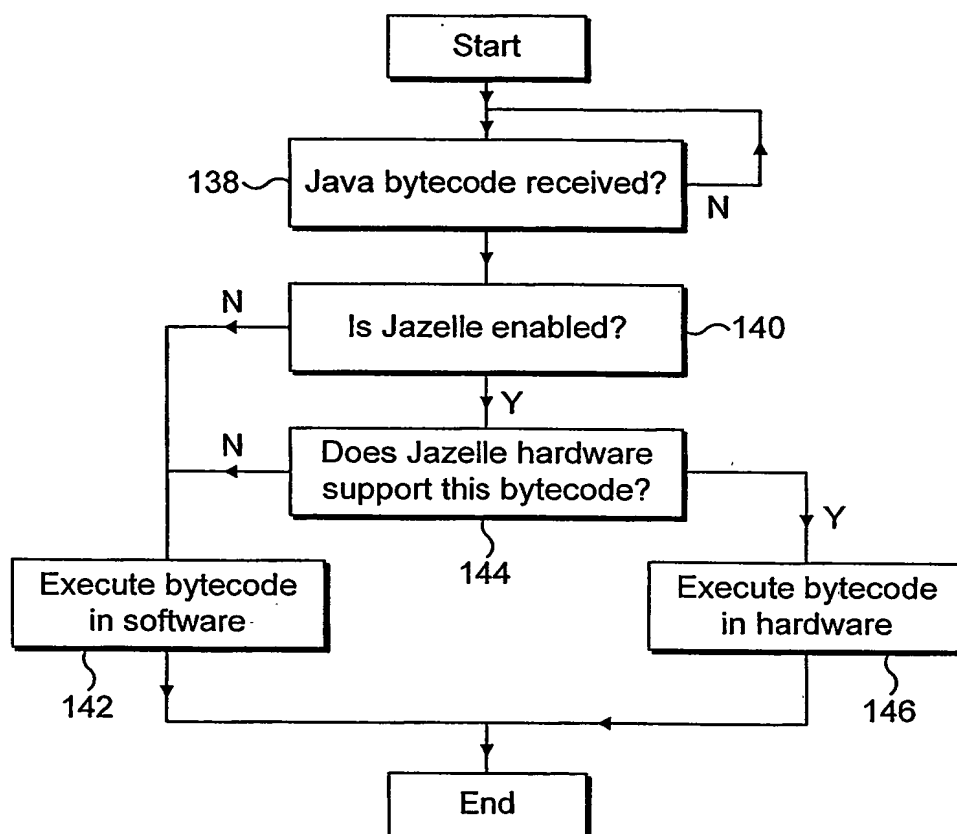 Start
138
Java bytecode received?
N
N
Is Jazelle enabled?
140
Y
N
Does Jazelle hardware
support this bytecode?
Y
144
Execute bytecode
in software
Execute bytecode
in hardware
142
146
End